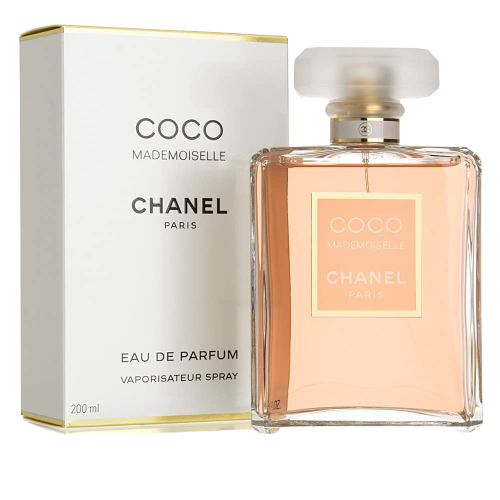 COCO
MADEMOISELLE
CHANEL
PARIS
EAU DE PARFUM
VAPORISATEUR SPRAY
200 ml
COCO
MADEMOISELLE
CHANEL
PARIS